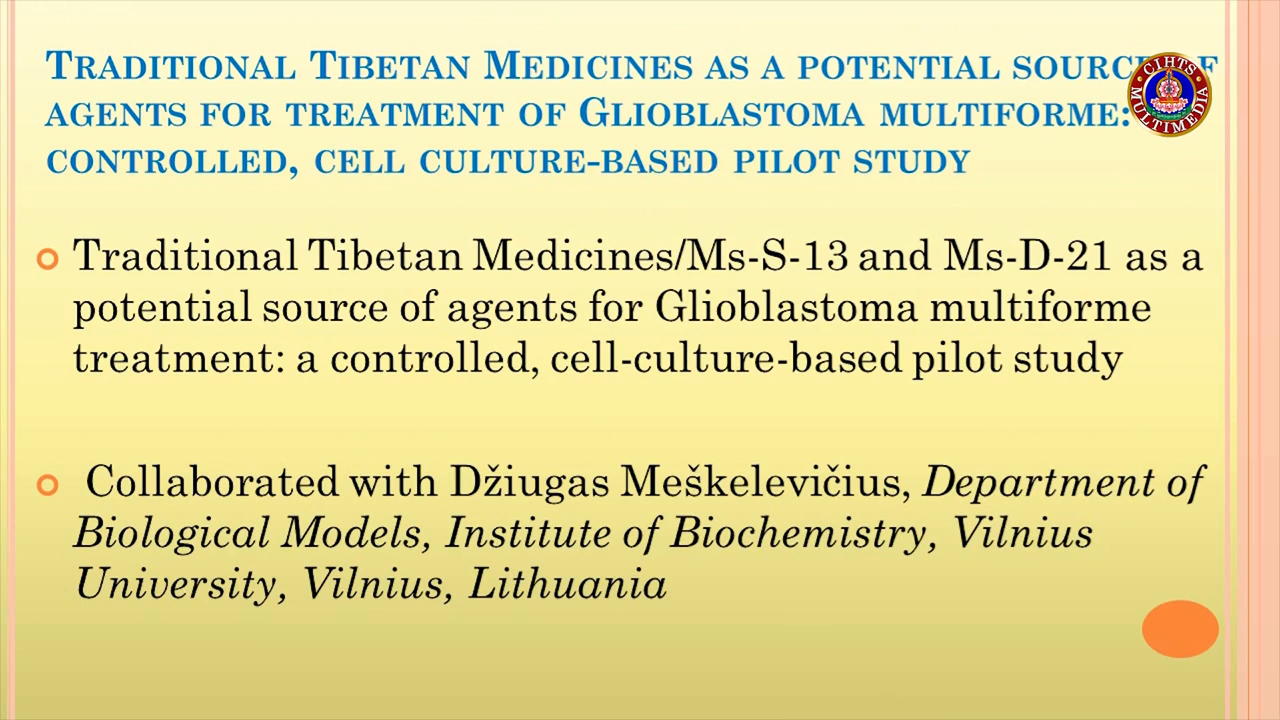 Traditional Tibetan Medicines as a potential source of
agents for treatment of Glioblastoma multiforme:
controlled, cell culture-based pilot study
CIHTS
MULTIMEDIA
Traditional Tibetan Medicines/Ms-S-13 and Ms-D-21 as a
potential source of agents for Glioblastoma multiforme
treatment: a controlled, cell-culture-based pilot study
Collaborated with Džiugas Meškelevičius, Department of
Biological Models, Institute of Biochemistry, Vilnius
University, Vilnius, Lithuania